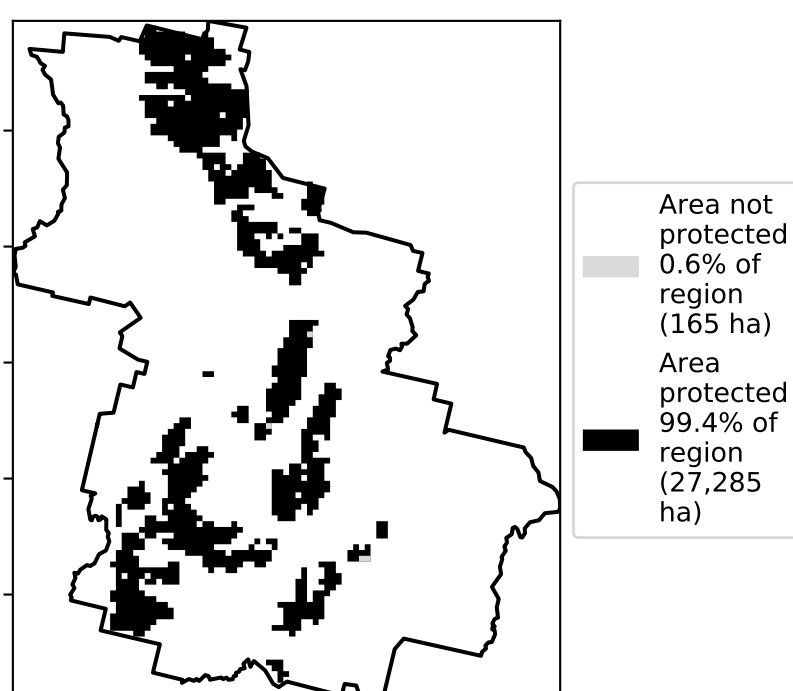 Area not
protected
0.6% of
region
(165 ha)
Area
protected
99.4% of
region
(27,285
ha)